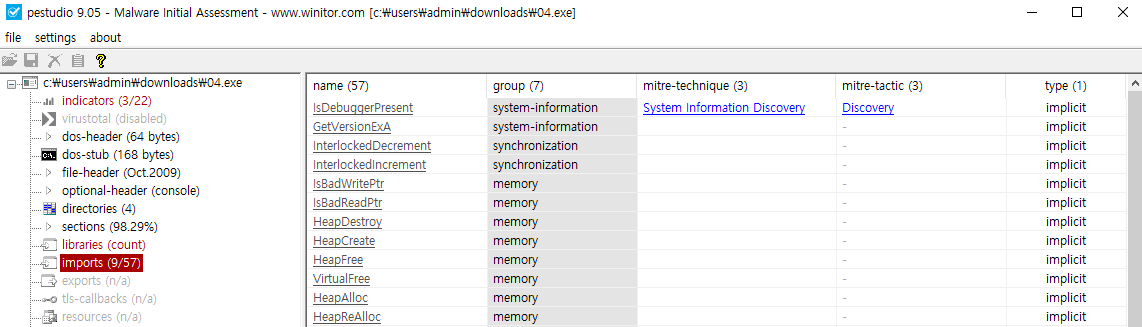 pestudio 9.05 - Malware Initial Assessment - www.winitor.com [c:₩users₩admin₩downloads₩04.exe]
file settings about
c:₩users₩admin₩downloads₩04.exe
indicators (3/22)
virustotal (disabled)
dos-header (64 bytes)
dos-stub (168 bytes)
file-header (Oct.2009)
optional-header (console)
directories (4)
sections (98.29%)
libraries (count)
imports (9/57)
exports (n/a)
tls-callbacks (n/a)
resources (n/a)
name (57) group (7) mitre-technique (3) mitre-tactic (3) type (1)
IsDebuggerPresent system-information System Information Discovery Discovery implicit
GetVersionExA system-information - implicit
InterlockedDecrement synchronization - implicit
InterlockedIncrement synchronization - implicit
IsBadWritePtr memory - implicit
IsBadReadPtr memory - implicit
HeapDestroy memory - implicit
HeapCreate memory - implicit
HeapFree memory - implicit
VirtualFree memory - implicit
HeapAlloc memory - implicit
HeapReAlloc memory - implicit